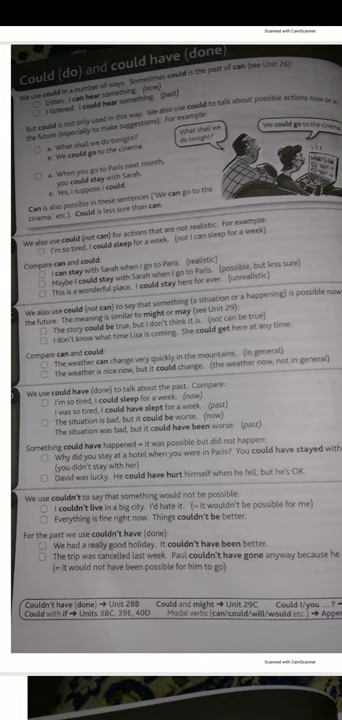 Scanned with CamScanner
Could (do) and could have (done)
We use could in a number of ways. Sometimes could is the past of can (see Unit 26):
Listen. I can hear something. (now)
I listened. I could hear something. (past)
But could is not only used in this way. We also use could to talk about possible actions now or in
the future (especially to make suggestions). For example:
A: What shall we do tonight?
B: We could go to the cinema.
What shall we
do tonight?
We could go to the cinema.
A: When you go to Paris next month,
you could stay with Sarah.
B: Yes, I suppose I could.
Can is also possible in these sentences ('We can go to the
cinema.' etc.). Could is less sure than can.
We also use could (not can) for actions that are not realistic. For example:
I'm so tired, I could sleep for a week. (not I can sleep for a week)
Compare can and could:
I can stay with Sarah when I go to Paris. (realistic)
Maybe I could stay with Sarah when I go to Paris. (possible, but less sure)
This is a wonderful place. I could stay here for ever. (unrealistic)
We also use could (not can) to say that something (a situation or a happening) is possible now
the future. The meaning is similar to might or may (see Unit 29):
The story could be true, but I don't think it is. (not can be true)
I don't know what time Lisa is coming. She could get here at any time.
Compare can and could:
The weather can change very quickly in the mountains. (in general)
The weather is nice now, but it could change. (the weather now, not in general)
We use could have (done) to talk about the past. Compare:
I'm so tired, I could sleep for a week. (now)
I was so tired, I could have slept for a week. (past)
The situation is bad, but it could be worse. (now)
The situation was bad, but it could have been worse. (past)
Something could have happened = it was possible but did not happen:
Why did you stay at a hotel when you were in Paris? You could have stayed with
(you didn't stay with her)
David was lucky. He could have hurt himself when he fell, but he's OK.
We use couldn't to say that something would not be possible:
I couldn't live in a big city. I'd hate it. (= it wouldn't be possible for me)
Everything is fine right now. Things couldn't be better.
For the past we use couldn't have (done):
We had a really good holiday. It couldn't have been better.
The trip was cancelled last week. Paul couldn't have gone anyway because he
(= it would not have been possible for him to go)
Couldn't have (done) → Unit 28B Could and might → Unit 29C Could I/you ... ? →
Could with if → Units 38C, 39E, 40D Modal verbs (can/could/will/would etc.) → Appe
Scanned with CamScanner